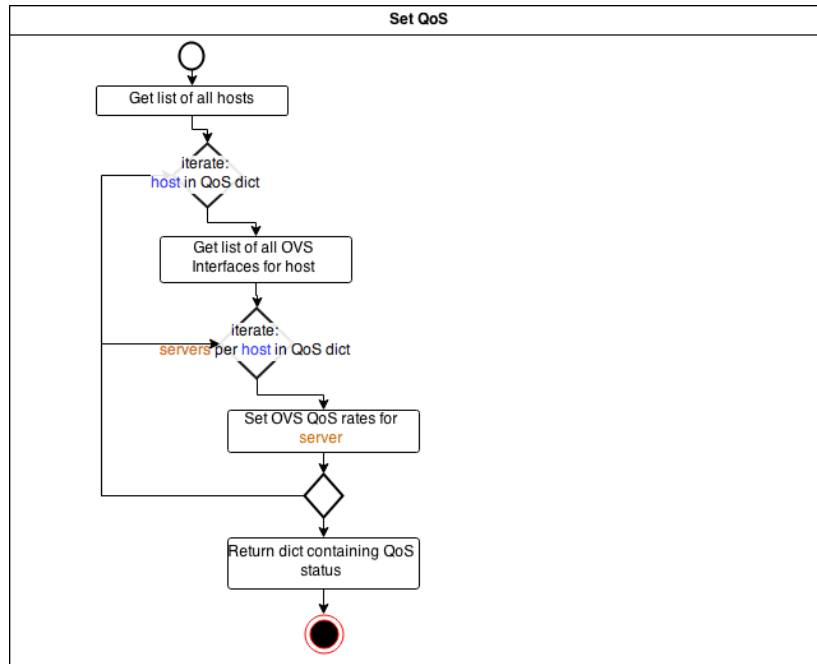 Set QoS
Get list of all hosts
iterate:
host in QoS dict
Get list of all OVS
Interfaces for host
iterate:
servers per host in QoS dict
Set OVS QoS rates for
server
Return dict containing QoS
status